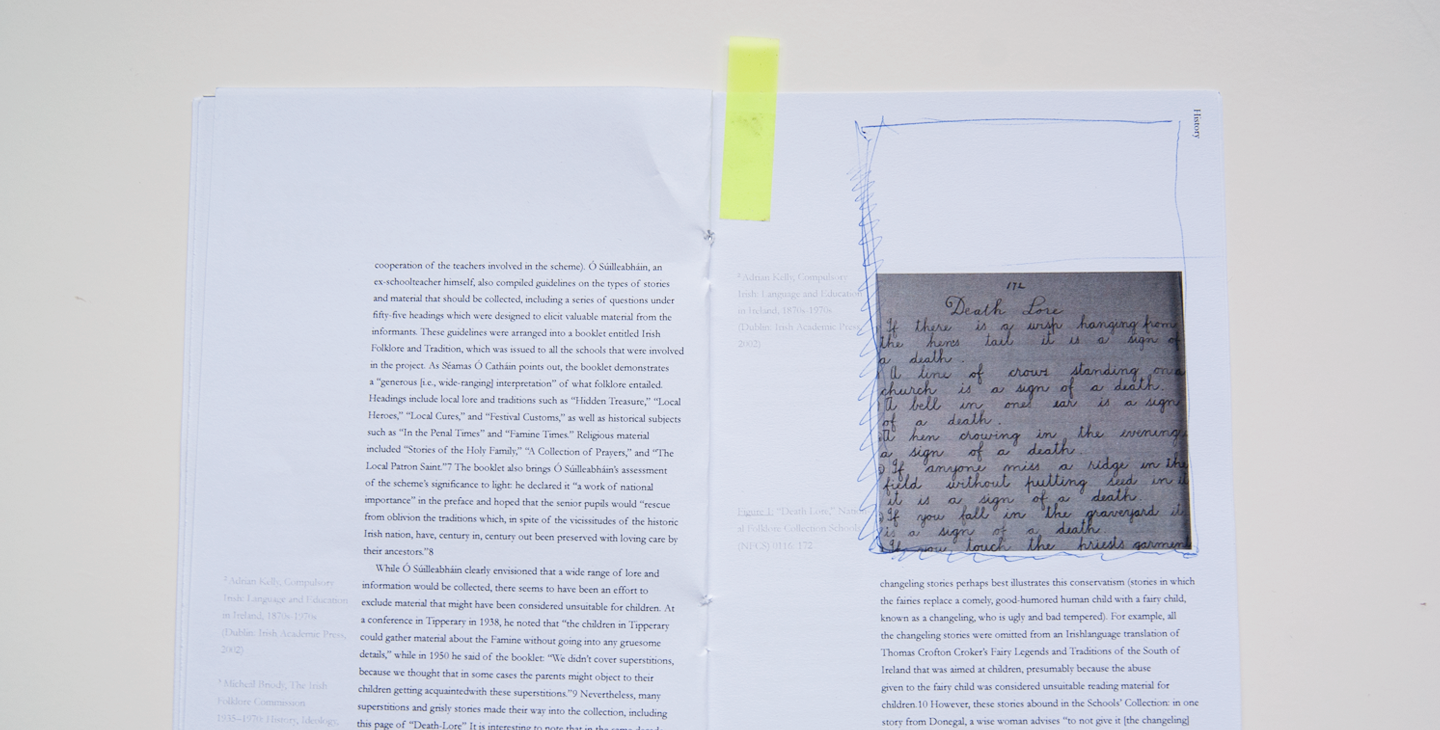 cooperation of the teachers involved in the scheme). Ó Súilleabháin, an
ex-schoolteacher himself, also compiled guidelines on the types of stories
and material that should be collected, including a series of questions under
fifty-five headings which were designed to elicit valuable material from the
informants. These guidelines were arranged into a booklet entitled Irish
Folklore and Tradition, which was issued to all the schools that were involved
in the project. As Séamas Ó Catháin points out, the booklet demonstrates
a “generous [i.e., wide-ranging] interpretation” of what folklore entailed.
Headings include local lore and traditions such as “Hidden Treasure,” “Local
Heroes,” “Local Cures,” and “Festival Customs,” as well as historical subjects
such as “In the Penal Times” and “Famine Times.” Religious material
included “Stories of the Holy Family,” “A Collection of Prayers,” and “The
Local Patron Saint.”7 The booklet also brings Ó Súilleabháin’s assessment
of the scheme’s significance to light: he declared it “a work of national
importance” in the preface and hoped that the senior pupils would “rescue
from oblivion the traditions which, in spite of the vicissitudes of the historic
Irish nation, have, century in, century out been preserved with loving care by
their ancestors.”8
While Ó Súilleabháin clearly envisioned that a wide range of lore and
information would be collected, there seems to have been an effort to
exclude material that might have been considered unsuitable for children. At
a conference in Tipperary in 1938, he noted that “the children in Tipperary
could gather material about the Famine without going into any gruesome
details,” while in 1950 he said of the booklet: “We didn’t cover superstitions,
because we thought that in some cases the parents might object to their
children getting acquaintedwith these superstitions.”9 Nevertheless, many
superstitions and grisly stories made their way into the collection, including
this page of “Death-Lore” It is interesting to note that in the same
Adrian Kelly, Compulsory
Irish: Language and Education
in Ireland, 1870s-1970s
(Dublin: Irish Academic Press,
2002)
Micheál Briody, The Irish
Folklore Commission
1935–1970: History, Ideology,
History
Adrian Kelly, Compulsory
Irish: Language and Education
in Ireland, 1870s-1970s
(Dublin: Irish Academic Press,
2002)
Figure 1: “Death Lore,” Nation
al Folklore Collection Schools
(NFCS) 0116: 172
172
Death Lore
If there is a wisp hanging from
the hens tail it is a sign of
a death.
A line of crows standing on a
church is a sign of a death.
A bell in ones ear is a sign
of a death.
A hen crowing in the evening
a sign of a death.
If anyone miss a ridge in the
field without putting seed in it
it is a sign of a death.
If you fall in the graveyard it
is a sign of a death.
If you touch the priests garment
changeling stories perhaps best illustrates this conservatism (stories in which
the fairies replace a comely, good-humored human child with a fairy child,
known as a changeling, who is ugly and bad tempered). For example, all
the changeling stories were omitted from an Irishlanguage translation of
Thomas Crofton Croker’s Fairy Legends and Traditions of the South of
Ireland that was aimed at children, presumably because the abuse
given to the fairy child was considered unsuitable reading material for
children.10 However, these stories abound in the Schools’ Collection: in one
story from Donegal, a wise woman advises “to not give it [the changeling]